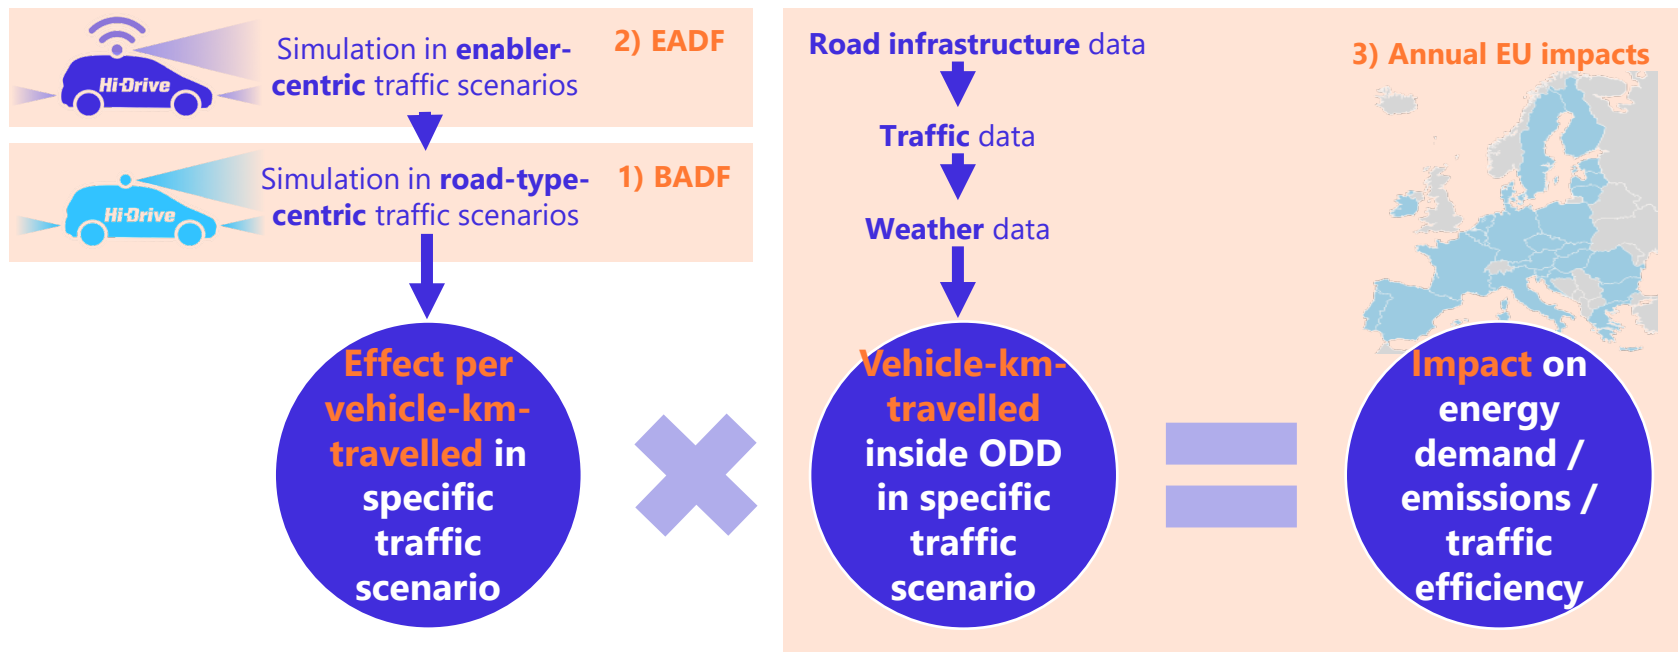 Hi-Drive
Simulation in enabler-
centric traffic scenarios
2) EADF
Hi-Drive
Simulation in road-type-
centric traffic scenarios
1) BADF
Effect per
vehicle-km-
travelled in
specific
traffic
scenario
Road infrastructure data
Traffic data
Weather data
Vehicle-km-
travelled
inside ODD
in specific
traffic
scenario
3) Annual EU impacts
Impact on
energy
demand /
emissions /
traffic
efficiency